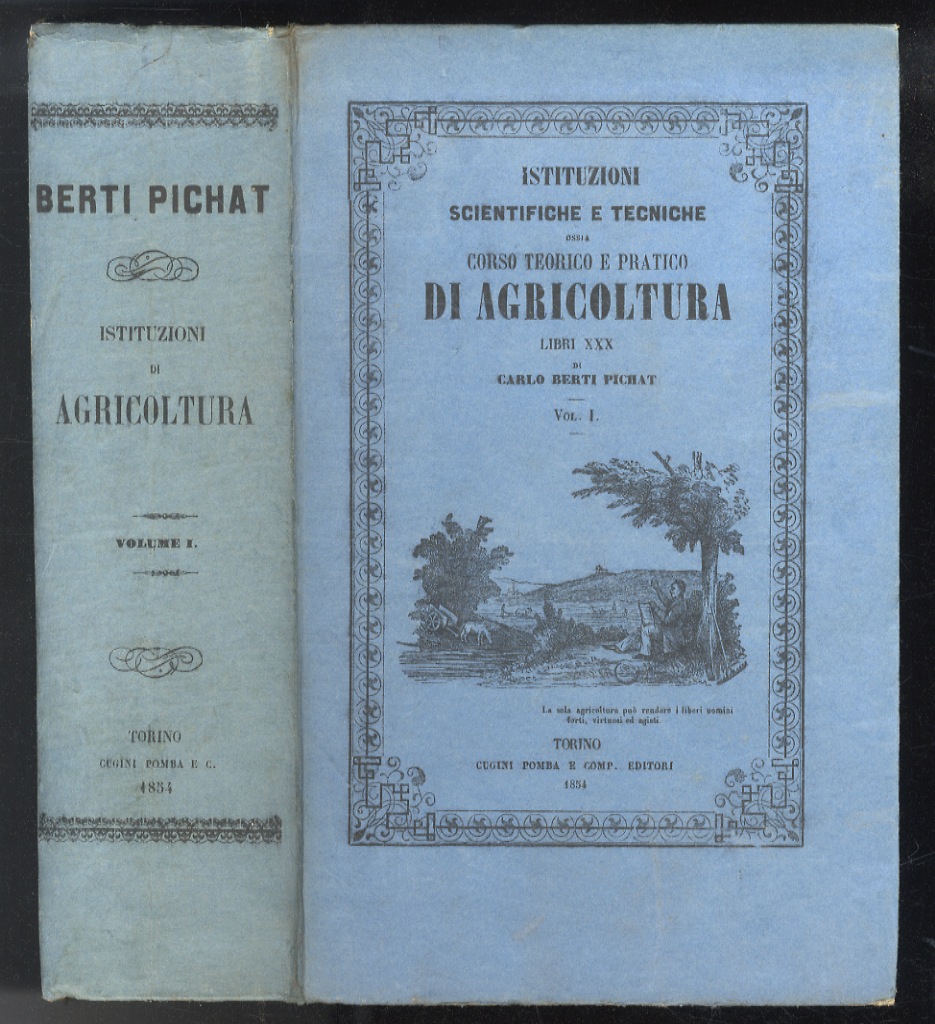 BERTI PICHAT
ISTITUZIONI
DI
AGRICOLTURA
VOLUME I.
TORINO
CUGINI POMBA E C.
1854
ISTITUZIONI
SCIENTIFICHE E TECNICHE
OSSIA
CORSO TEORICO E PRATICO
DI AGRICOLTURA
LIBRI XXX
DI
CARLO BERTI PICHAT
VOL. I.
La sola agricoltura può rendere i liberi uomini
forti, virtuosi ed agiati.
TORINO
CUGINI POMBA E COMP. EDITORI
1854